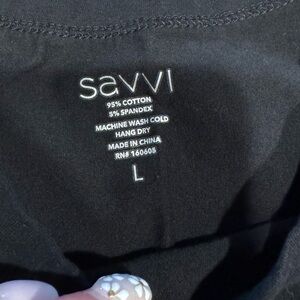 savvi
95% COTTON
5% SPANDEX
MACHINE WASH COLD
HANG DRY
MADE IN CHINA
RN# 160605
L